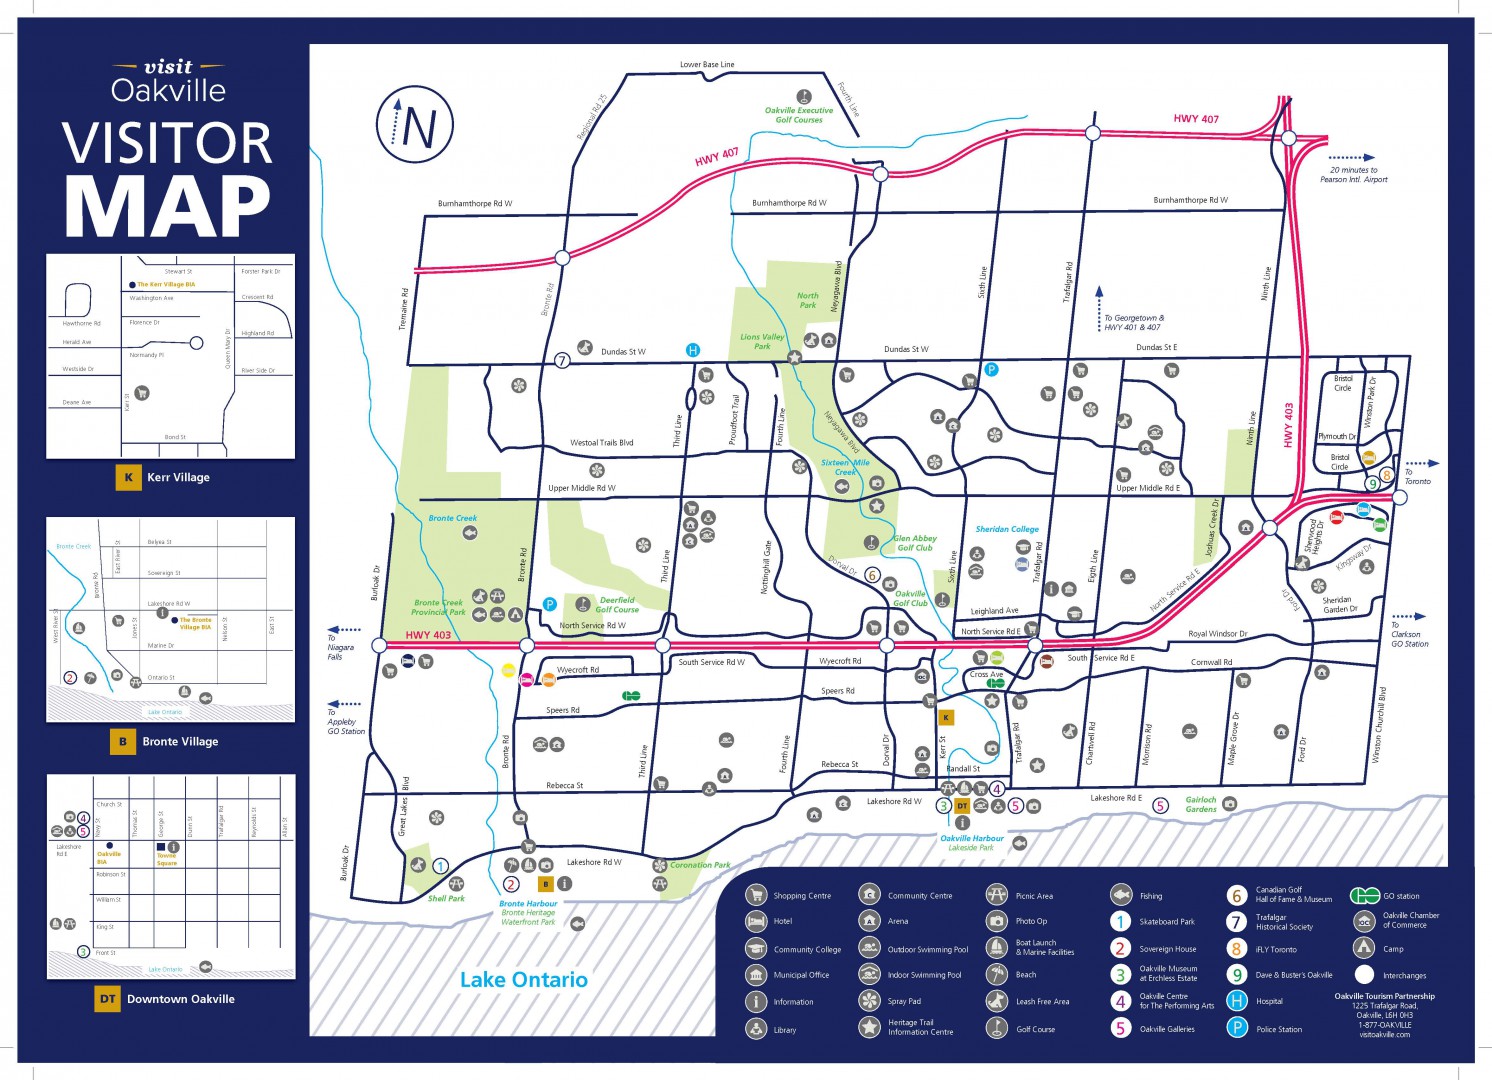 visit
Oakville
VISITOR
MAP
Stewart St
Forster Park Dr
The Kerr Village BIA
Washington Ave
Crescent Rd
Hawthorne Rd
Florence Dr
Highland Rd
Herald Ave
Normandy Pl
Queen Mary Dr
Westside Dr
River Side Dr
Kerr St
Deane Ave
Bond St
K
Kerr Village
Bronte Creek
East River St
Belyea St
Bronte Rd
Sovereign St
Lakeshore Rd W
West River St
Jones St
The Bronte
Village BIA
Nelson St
East St
Marine Dr
2
Ontario St
Lake Ontario
B
Bronte Village
Church St
4
5
Navy St
Thomas St
George St
Dunn St
Trafalgar Rd
Reynolds St
Allan St
Lakeshore
Rd E
Oakville
BIA
Towne
Square
Robinson St
William St
King St
3
Front St
Lake Ontario
DT
Downtown Oakville
N
Lower Base Line
Regional Rd 25
Fourth Line
Oakville Executive
Golf Courses
HWY 407
HWY 407
20 minutes to
Pearson Intl. Airport
Burnhamthorpe Rd W
Burnhamthorpe Rd W
Burnhamthorpe Rd W
Tremaine Rd
Bronte Rd
North
Park
Neyagawa Blvd
Sixth Line
Trafalgar Rd
Ninth Line
To Georgetown &
HWY 401 & 407
Lions Valley
Park
7
Dundas St W
H
Dundas St W
Dundas St E
P
Bristol
Circle
Winston Park Dr
Proudfoot Trail
Third Line
Fourth Line
Neyagawa Blvd
Westoal Trails Blvd
Ninth Line
HWY 403
Plymouth Dr
Bristol
Circle
8
9
To
Toronto
Sixteen Mile
Creek
Upper Middle Rd W
Upper Middle Rd E
Bronte Creek
Sheridan College
Glen Abbey
Golf Club
Joshuas Creek Dr
Sherwood
Heights Dr
Kingsway Dr
Burloak Dr
Bronte Rd
Third Line
Nottinghill Gate
Dorval Dr
6
Sixth Line
Trafalgar Rd
Eigth Line
North Service Rd E
Ford Dr
Sheridan
Garden Dr
Bronte Creek
Provincial Park
P
Deerfield
Golf Course
Oakville
Golf Club
Leighland Ave
North Service Rd W
North Service Rd E
To
Niagara
Falls
HWY 403
To
Clarkson
GO Station
Royal Windsor Dr
Wyecroft Rd
South Service Rd W
Wyecroft Rd
South Service Rd E
Cornwall Rd
Cross Ave
Speers Rd
Speers Rd
To
Appleby
GO Station
K
Bronte Rd
Third Line
Fourth Line
Dorval Dr
Kerr St
Trafalgar Rd
Chartwell Rd
Morrison Rd
Maple Grove Dr
Ford Dr
Winston Churchill Blvd
Rebecca St
Rebecca St
Randall St
Great Lakes Blvd
4
Lakeshore Rd W
3
DT
5
Lakeshore Rd E
5
Gairloch
Gardens
Oakville Harbour
Lakeside Park
Burloak Dr
1
Lakeshore Rd W
Coronation Park
Shell Park
2
B
Bronte Harbour
Bronte Heritage
Waterfront Park
Lake Ontario
Shopping Centre
Hotel
Community College
Municipal Office
Information
Library
Community Centre
Arena
Outdoor Swimming Pool
Indoor Swimming Pool
Spray Pad
Heritage Trail
Information Centre
Picnic Area
Photo Op
Boat Launch
& Marine Facilities
Beach
Leash Free Area
Golf Course
Fishing
1 Skateboard Park
2 Sovereign House
3 Oakville Museum
at Erchless Estate
4 Oakville Centre
for The Performing Arts
5 Oakville Galleries
6 Canadian Golf
Hall of Fame & Museum
7 Trafalgar
Historical Society
8 iFLY Toronto
9 Dave & Buster's Oakville
H Hospital
P Police Station
GO station
Oakville Chamber
of Commerce
Camp
Interchanges
Oakville Tourism Partnership
1225 Trafalgar Road,
Oakville, L6H 0H3
1-877-OAKVILLE
visitoakville.com